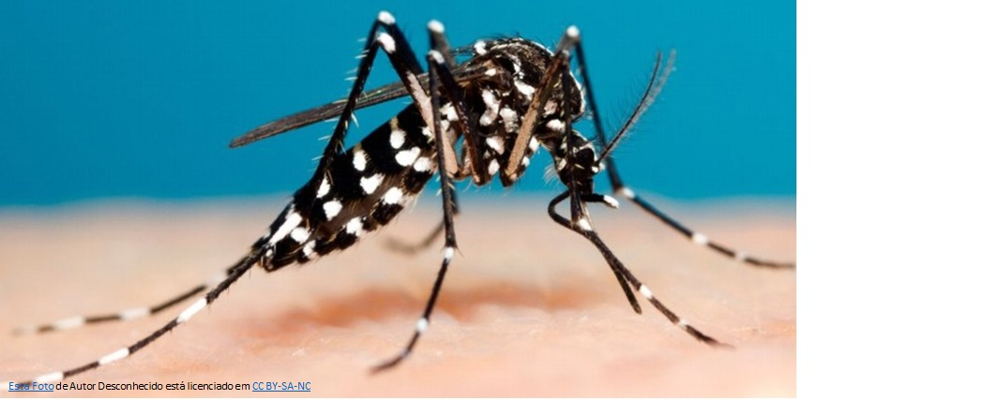 Esta Foto de Autor Desconhecido está licenciado em CC BY-SA-NC